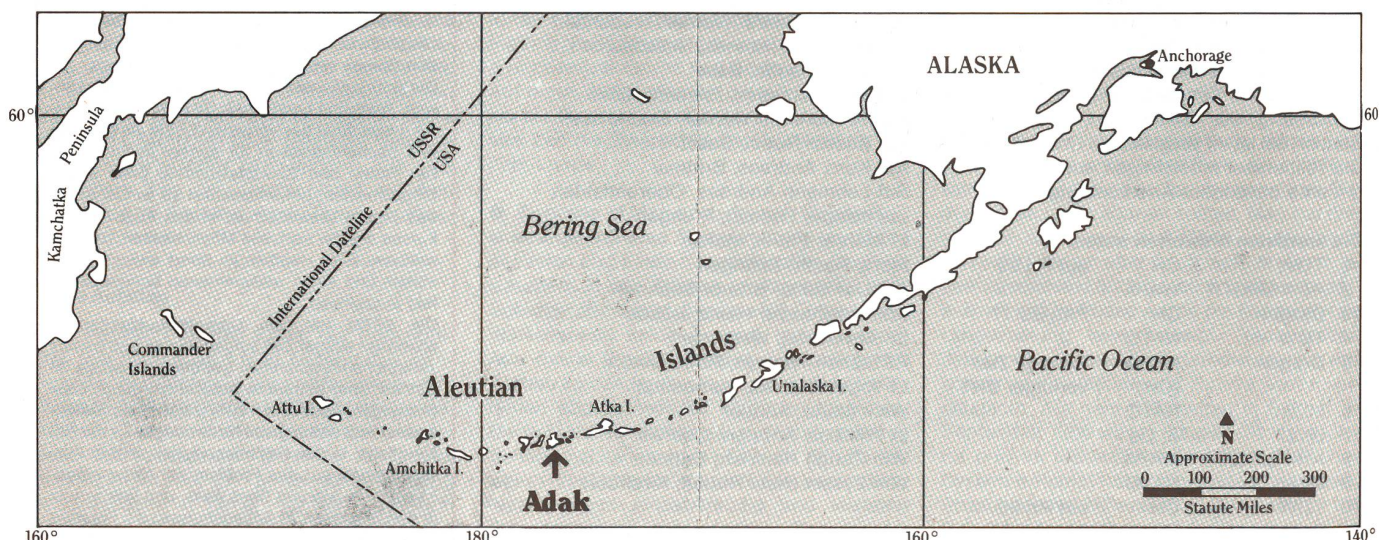 ALASKA
Anchorage
60°
60
Kamchatka
Peninsula
USSR
USA
International Dateline
Bering Sea
Commander
Islands
Islands
Pacific Ocean
Aleutian
Unalaska I.
Attu I.
Atka I.
Amchitka I.
Adak
N
Approximate Scale
0 100 200 300
Statute Miles
160° 180° 160° 140°